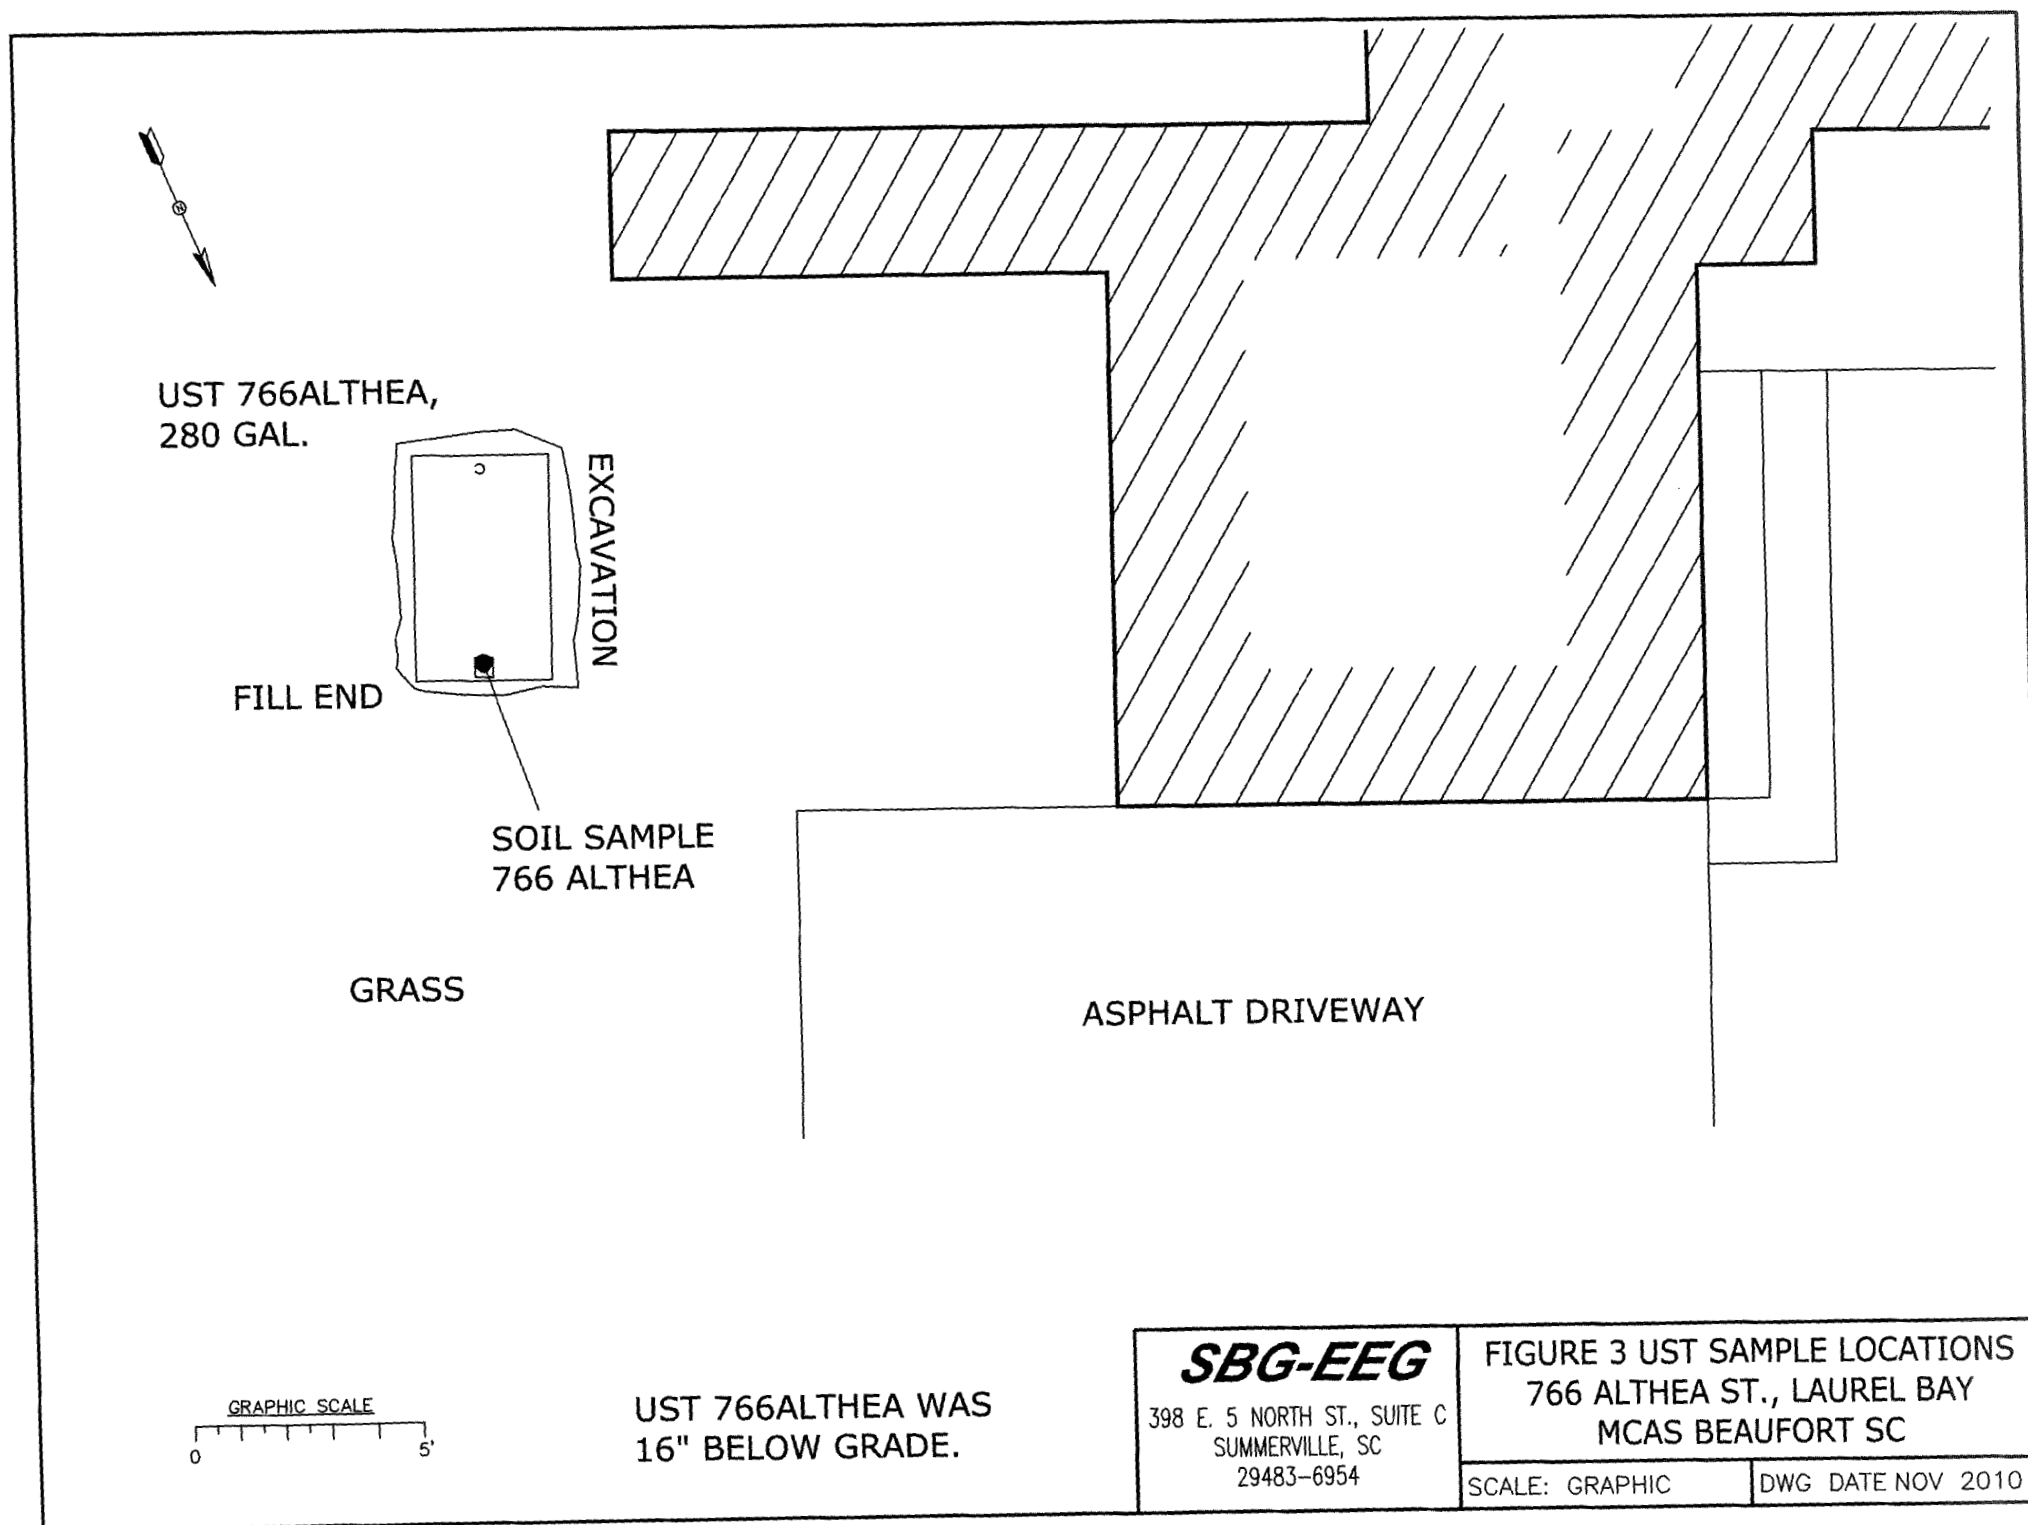 N
UST 766ALTHEA,
280 GAL.
EXCAVATION
FILL END
SOIL SAMPLE
766 ALTHEA
GRASS
ASPHALT DRIVEWAY
GRAPHIC SCALE
0 5'
UST 766ALTHEA WAS
16" BELOW GRADE.
SBG-EEG
398 E. 5 NORTH ST., SUITE C
SUMMERVILLE, SC
29483-6954
FIGURE 3 UST SAMPLE LOCATIONS
766 ALTHEA ST., LAUREL BAY
MCAS BEAUFORT SC
SCALE: GRAPHIC
DWG DATE NOV 2010